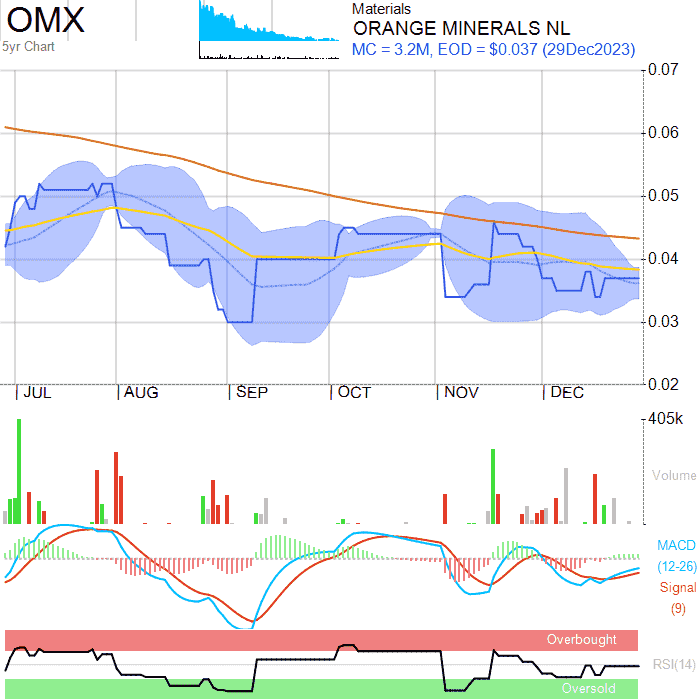 OMX
5yr Chart
Materials
ORANGE MINERALS NL
MC = 3.2M, EOD = $0.037 (29Dec2023)
0.07
0.06
0.05
0.04
0.03
0.02
JUL AUG SEP OCT NOV DEC
405k
Volume
MACD
(12-26)
Signal
(9)
Overbought
RSI(14)
Oversold